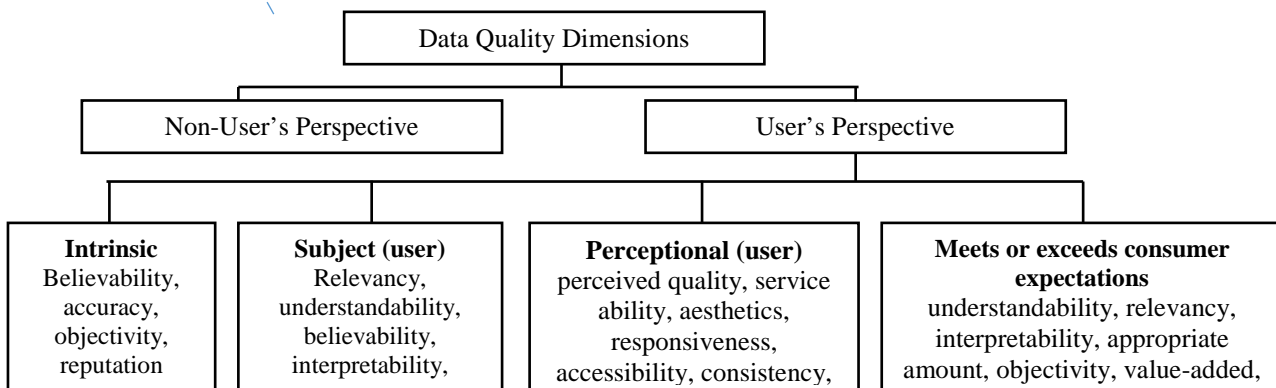 Data Quality Dimensions
Non-User’s Perspective
User’s Perspective
Intrinsic
Believability,
accuracy,
objectivity,
reputation
Subject (user)
Relevancy,
understandability,
believability,
interpretability,
Perceptional (user)
perceived quality, service
ability, aesthetics,
responsiveness,
accessibility, consistency,
Meets or exceeds consumer
expectations
understandability, relevancy,
interpretability, appropriate
amount, objectivity, value-added,